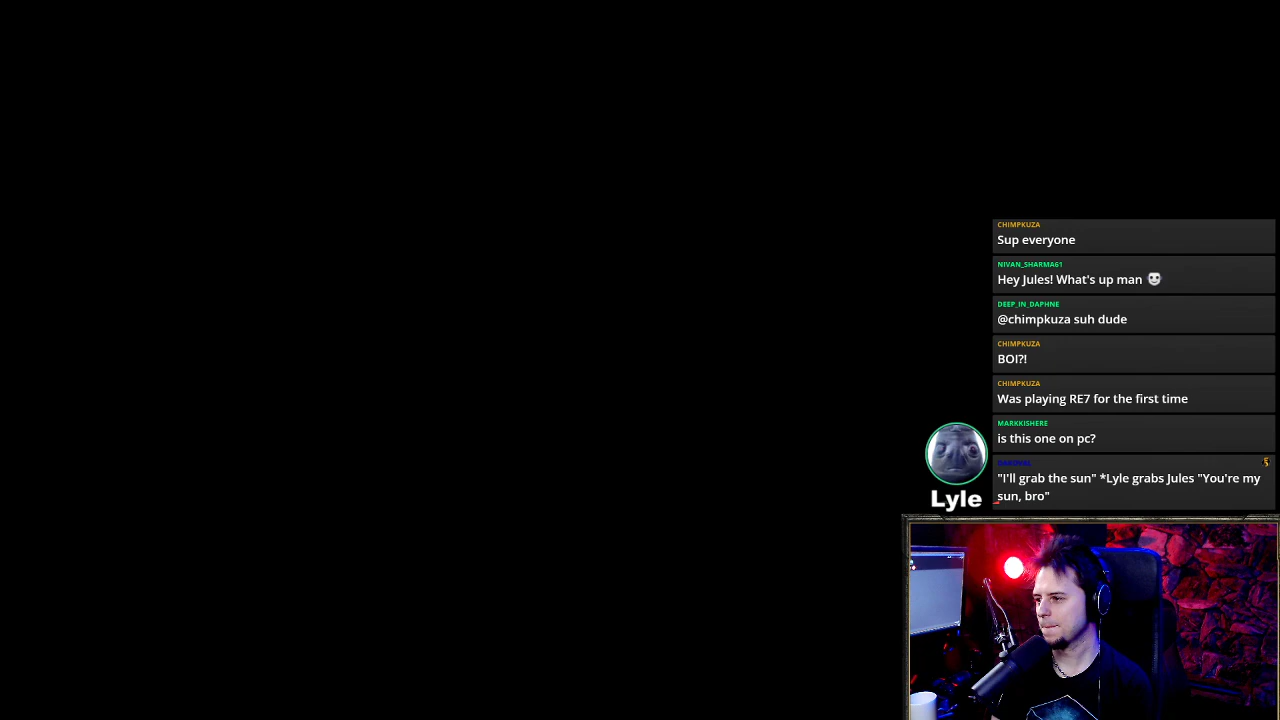 CHIMPKUZA
Sup everyone
NIVAN_SHARMA61
Hey Jules! What's up man
DEEP_IN_DAPHNE
@chimpkuza suh dude
CHIMPKUZA
BOI?!
CHIMPKUZA
Was playing RE7 for the first time
MARKKISHERE
is this one on pc?
"I'll grab the sun" *Lyle grabs Jules "You're my
sun, bro"
Lyle